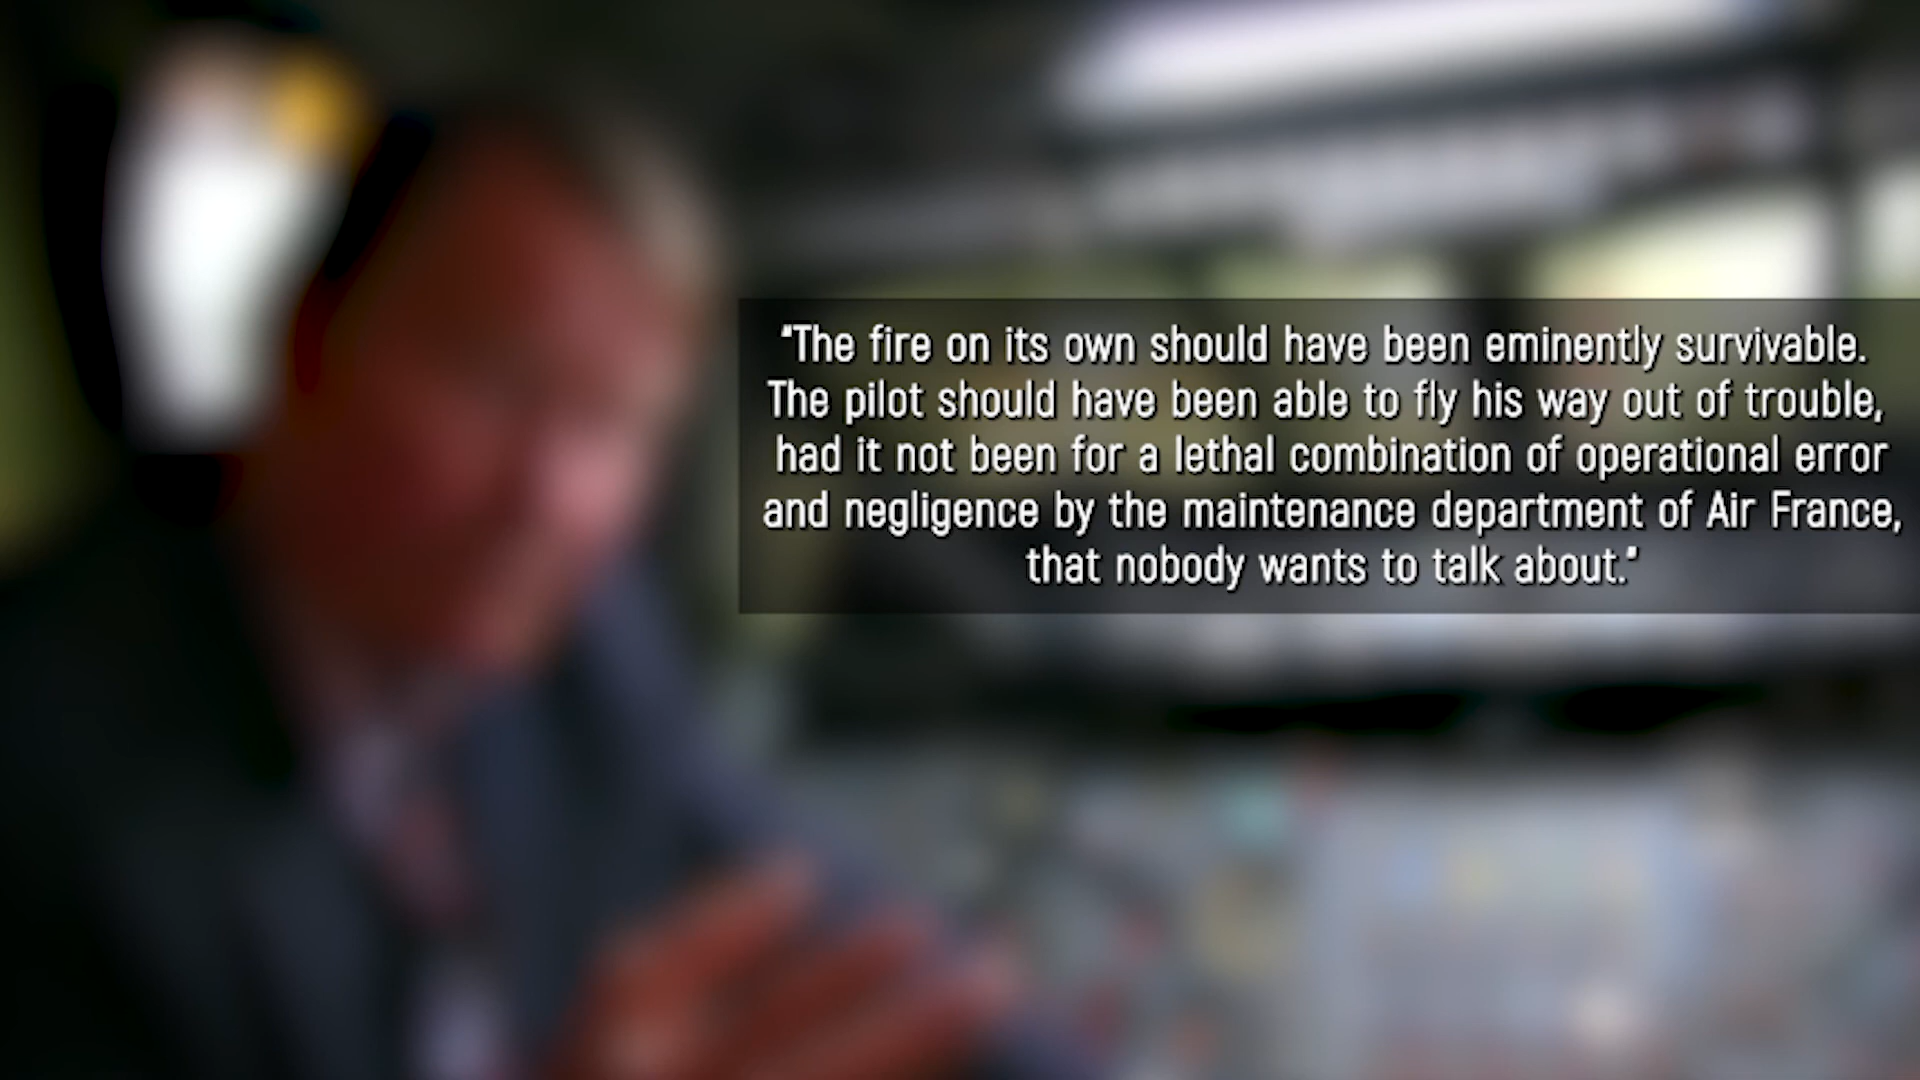 "The fire on its own should have been eminently survivable.
The pilot should have been able to fly his way out of trouble,
had it not been for a lethal combination of operational error
and negligence by the maintenance department of Air France,
that nobody wants to talk about."